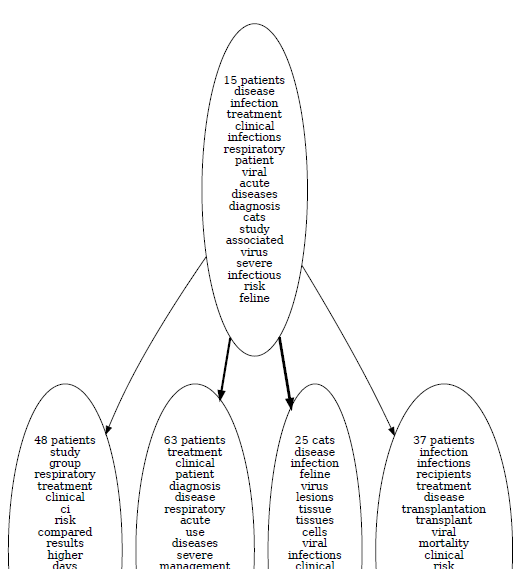 15 patients
disease
infection
treatment
clinical
infections
respiratory
patient
viral
acute
diseases
diagnosis
cats
study
associated
virus
severe
infectious
risk
feline
48 patients
study
group
respiratory
treatment
clinical
ci
risk
compared
results
higher
days
63 patients
treatment
clinical
patient
diagnosis
disease
respiratory
acute
use
diseases
severe
management
25 cats
disease
infection
feline
virus
lesions
tissue
tissues
cells
viral
infections
clinical
37 patients
infection
infections
recipients
treatment
disease
transplantation
transplant
viral
mortality
clinical
risk